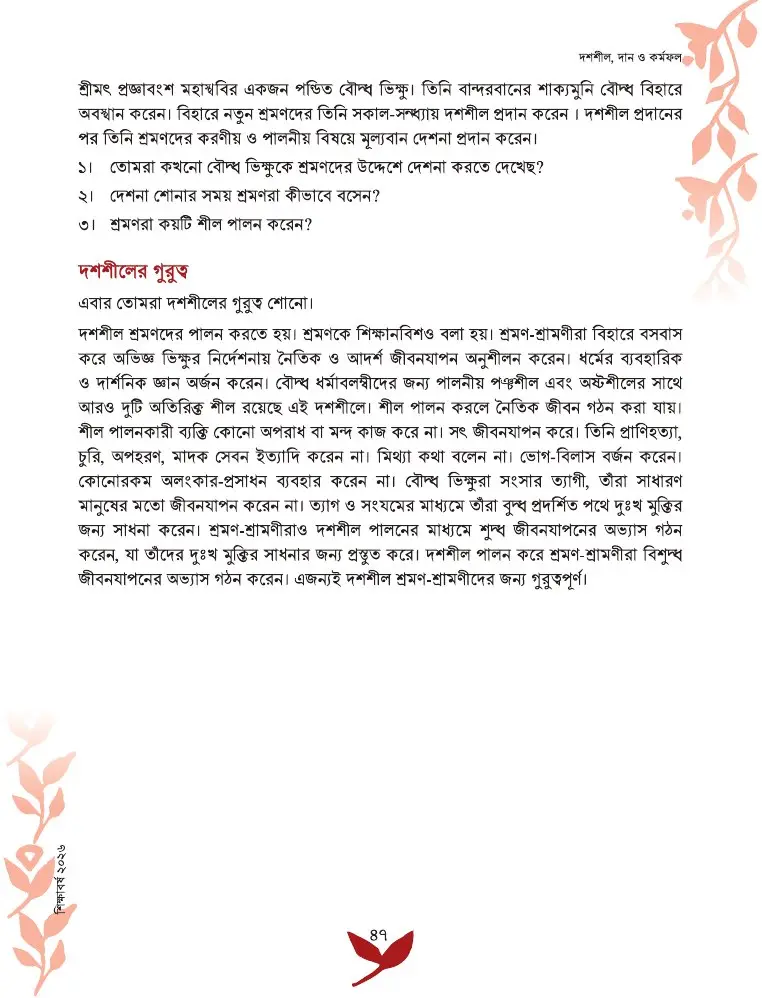 দশশীল, দান ও কর্মফল
শ্রীমৎ প্রজ্ঞাবংশ মহাস্থবির একজন পণ্ডিত বৌদ্ধ ভিক্ষু। তিনি বান্দরবানের শাক্যমুনি বৌদ্ধ বিহারে
অবস্থান করেন। বিহারে নতুন শ্রমণদের তিনি সকাল-সন্ধ্যায় দশশীল প্রদান করেন । দশশীল প্রদানের
পর তিনি শ্রমণদের করণীয় ও পালনীয় বিষয়ে মূল্যবান দেশনা প্রদান করেন।
১। তোমরা কখনো বৌদ্ধ ভিক্ষুকে শ্রমণদের উদ্দেশে দেশনা করতে দেখেছ?
২। দেশনা শোনার সময় শ্রমণরা কীভাবে বসেন?
৩। শ্রমণরা কয়টি শীল পালন করেন?
দশশীলের গুরুত্ব
এবার তোমরা দশশীলের গুরুত্ব শোনো।
দশশীল শ্রমণদের পালন করতে হয়। শ্রমণকে শিক্ষানবিশও বলা হয়। শ্রমণ-শ্রামণীরা বিহারে বসবাস
করে অভিজ্ঞ ভিক্ষুর নির্দেশনায় নৈতিক ও আদর্শ জীবনযাপন অনুশীলন করেন। ধর্মের ব্যবহারিক
ও দার্শনিক জ্ঞান অর্জন করেন। বৌদ্ধ ধর্মাবলম্বীদের জন্য পালনীয় পঞ্চশীল এবং অষ্টশীলের সাথে
আরও দুটি অতিরিক্ত শীল রয়েছে এই দশশীলে। শীল পালন করলে নৈতিক জীবন গঠন করা যায়।
শীল পালনকারী ব্যক্তি কোনো অপরাধ বা মন্দ কাজ করে না। সৎ জীবনযাপন করে। তিনি প্রাণিহত্যা,
চুরি, অপহরণ, মাদক সেবন ইত্যাদি করেন না। মিথ্যা কথা বলেন না। ভোগ-বিলাস বর্জন করেন।
কোনোরকম অলংকার-প্রসাধন ব্যবহার করেন না। বৌদ্ধ ভিক্ষুরা সংসার ত্যাগী, তাঁরা সাধারণ
মানুষের মতো জীবনযাপন করেন না। ত্যাগ ও সংযমের মাধ্যমে তাঁরা বুদ্ধ প্রদর্শিত পথে দুঃখ মুক্তির
জন্য সাধনা করেন। শ্রমণ-শ্রামণীরাও দশশীল পালনের মাধ্যমে শুদ্ধ জীবনযাপনের অভ্যাস গঠন
করেন, যা তাঁদের দুঃখ মুক্তির সাধনার জন্য প্রস্তুত করে। দশশীল পালন করে শ্রমণ-শ্রামণীরা বিশুদ্ধ
জীবনযাপনের অভ্যাস গঠন করেন। এজন্যই দশশীল শ্রমণ-শ্রামণীদের জন্য গুরুত্বপূর্ণ।
শিক্ষাবর্ষ ২০২৬
৪৭